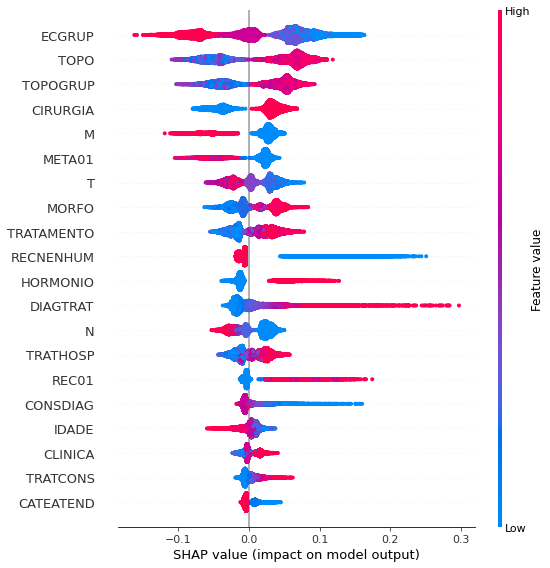 High
ECGRUP
TOPO
TOPOGRUP
CIRURGIA
M
META01
T
MORFO
TRATAMENTO
RECNENHUM
HORMONIO
DIAGTRAT
N
TRATHOSP
REC01
CONSDIAG
IDADE
CLINICA
TRATCONS
CATEATEND
Feature value
Low
−0.1 0.0 0.1 0.2 0.3
SHAP value (impact on model output)